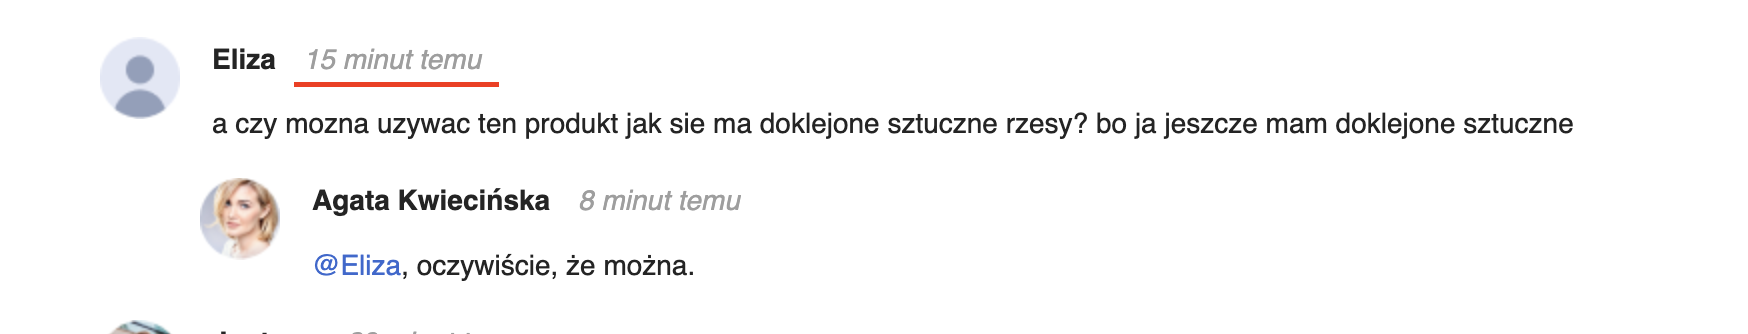 Eliza 15 minut temu
a czy mozna uzywac ten produkt jak sie ma doklejone sztuczne rzesy? bo ja jeszcze mam doklejone sztuczne
Agata Kwiecińska 8 minut temu
@Eliza, oczywiście, że można.